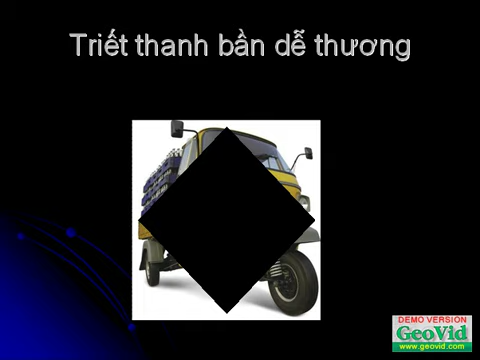 Triết thanh bần dễ thương
DEMO VERSION
GeoVid
www.geovid.com